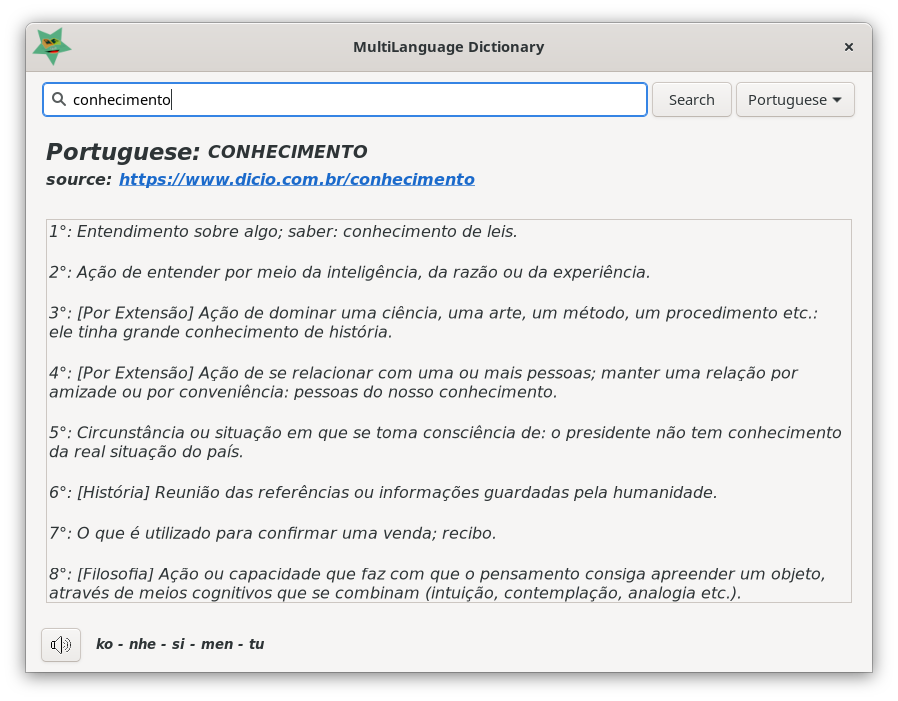 MultiLanguage Dictionary
conhecimento
Search
Portuguese
Portuguese: CONHECIMENTO
source: https://www.dicio.com.br/conhecimento
1°: Entendimento sobre algo; saber: conhecimento de leis.
2°: Ação de entender por meio da inteligência, da razão ou da experiência.
3°: [Por Extensão] Ação de dominar uma ciência, uma arte, um método, um procedimento etc.:
ele tinha grande conhecimento de história.
4°: [Por Extensão] Ação de se relacionar com uma ou mais pessoas; manter uma relação por
amizade ou por conveniência: pessoas do nosso conhecimento.
5°: Circunstância ou situação em que se toma consciência de: o presidente não tem conhecimento
da real situação do país.
6°: [História] Reunião das referências ou informações guardadas pela humanidade.
7°: O que é utilizado para confirmar uma venda; recibo.
8°: [Filosofia] Ação ou capacidade que faz com que o pensamento consiga apreender um objeto,
através de meios cognitivos que se combinam (intuição, contemplação, analogia etc.).
ko - nhe - si - men - tu